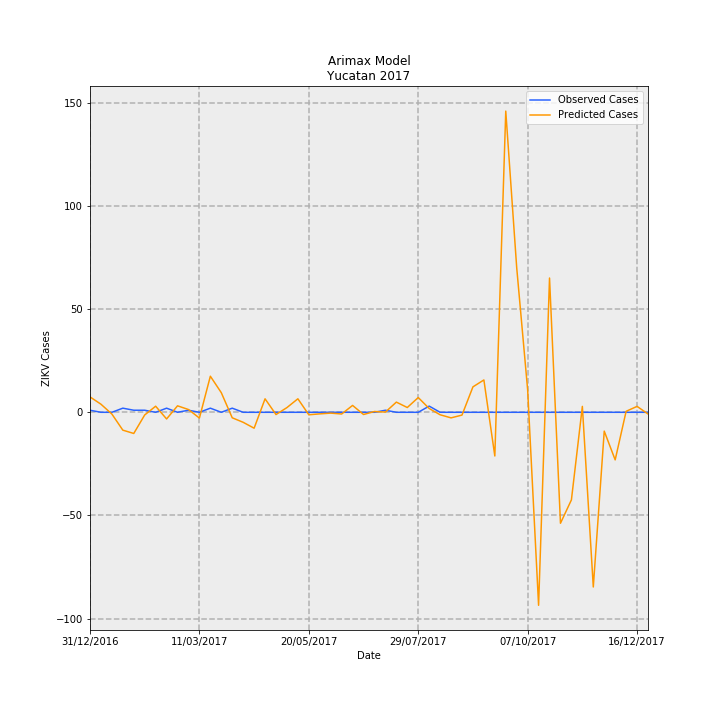 Arimax Model
Yucatan 2017
Observed Cases
Predicted Cases
150
100
50
0
−50
−100
ZIKV Cases
31/12/2016 11/03/2017 20/05/2017 29/07/2017 07/10/2017 16/12/2017
Date